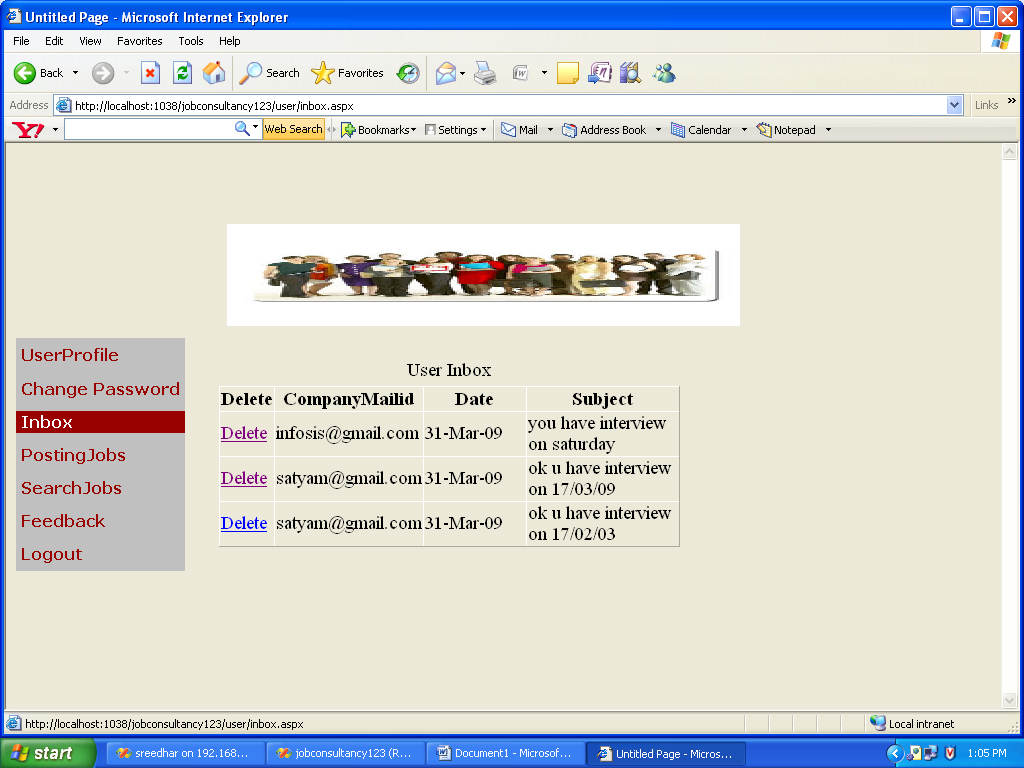 Untitled Page - Microsoft Internet Explorer
File Edit View Favorites Tools Help
Back Search Favorites
Address http://localhost:1038/jobconsultancy123/user/inbox.aspx Links »
Y! Web Search Bookmarks Settings Mail Address Book Calendar Notepad
UserProfile
Change Password
Inbox
PostingJobs
SearchJobs
Feedback
Logout
User Inbox
Delete CompanyMailid Date Subject
Delete infosis@gmail.com 31-Mar-09 you have interview
on saturday
Delete satyam@gmail.com 31-Mar-09 ok u have interview
on 17/03/09
Delete satyam@gmail.com 31-Mar-09 ok u have interview
on 17/02/03
http://localhost:1038/jobconsultancy123/user/inbox.aspx Local intranet
start sreedhar on 192.168... jobconsultancy123 (R... Document1 - Microsof... Untitled Page - Micros... 1:05 PM